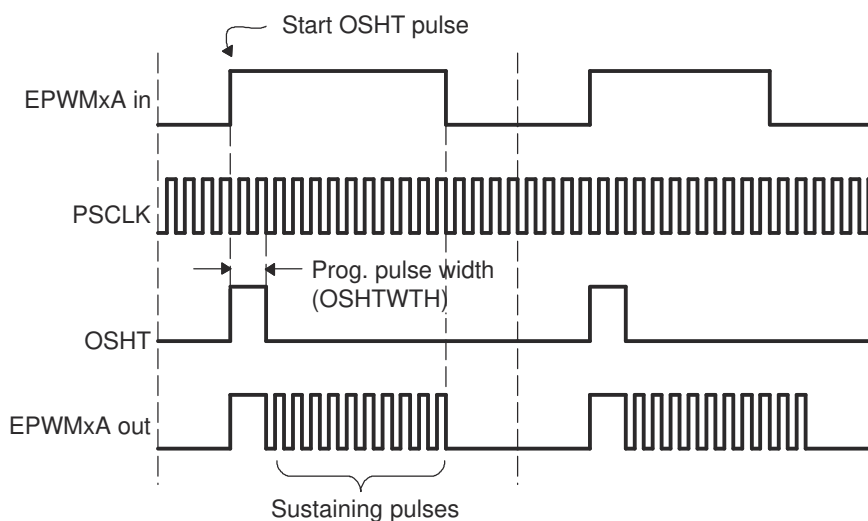 Start OSHT pulse
EPWMxA in
PSCLK
Prog. pulse width
(OSHTWTH)
OSHT
EPWMxA out
Sustaining pulses